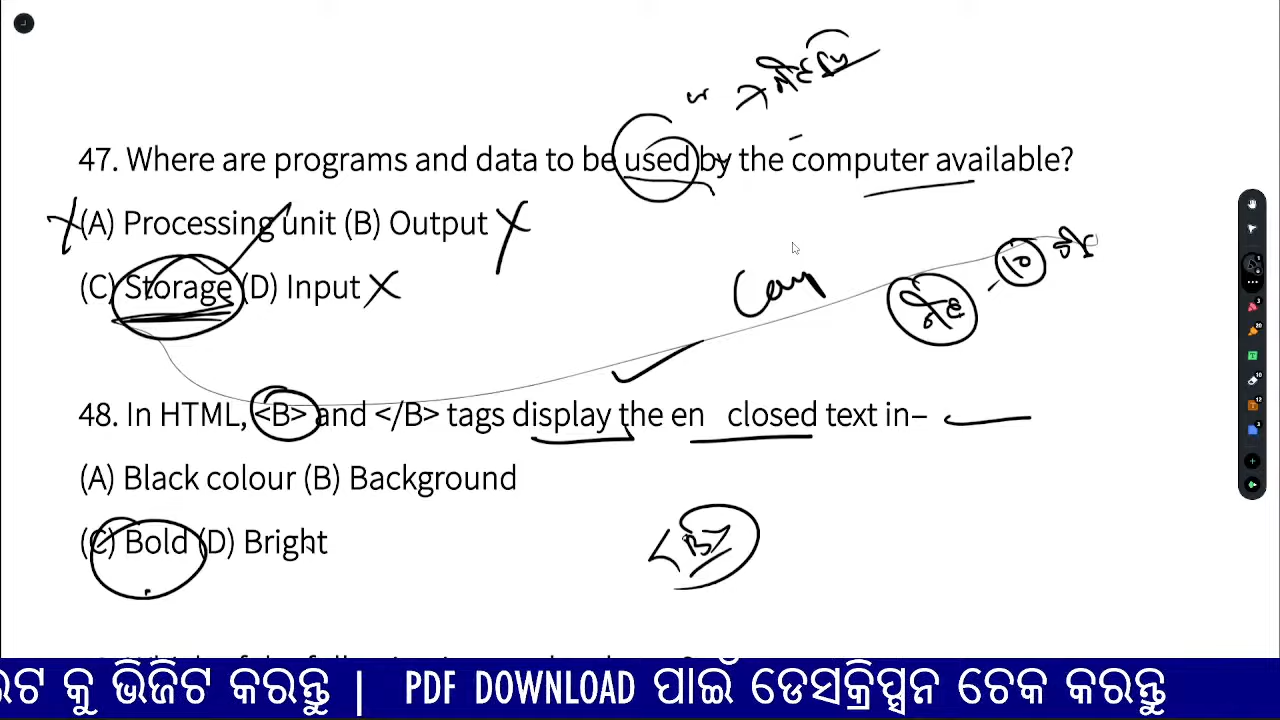 47. Where are programs and data to be used by the computer available?
(A) Processing unit (B) Output
(C) Storage (D) Input
48. In HTML, <B> and </B> tags display the en closed text in–
(A) Black colour (B) Background
(C) Bold (D) Bright
<B>
କୁ ଭିଜିଟ କରନ୍ତୁ | PDF DOWNLOAD ପାଇଁ ଡେସକ୍ରିପ୍ସନ ଚେକ କରନ୍ତୁ